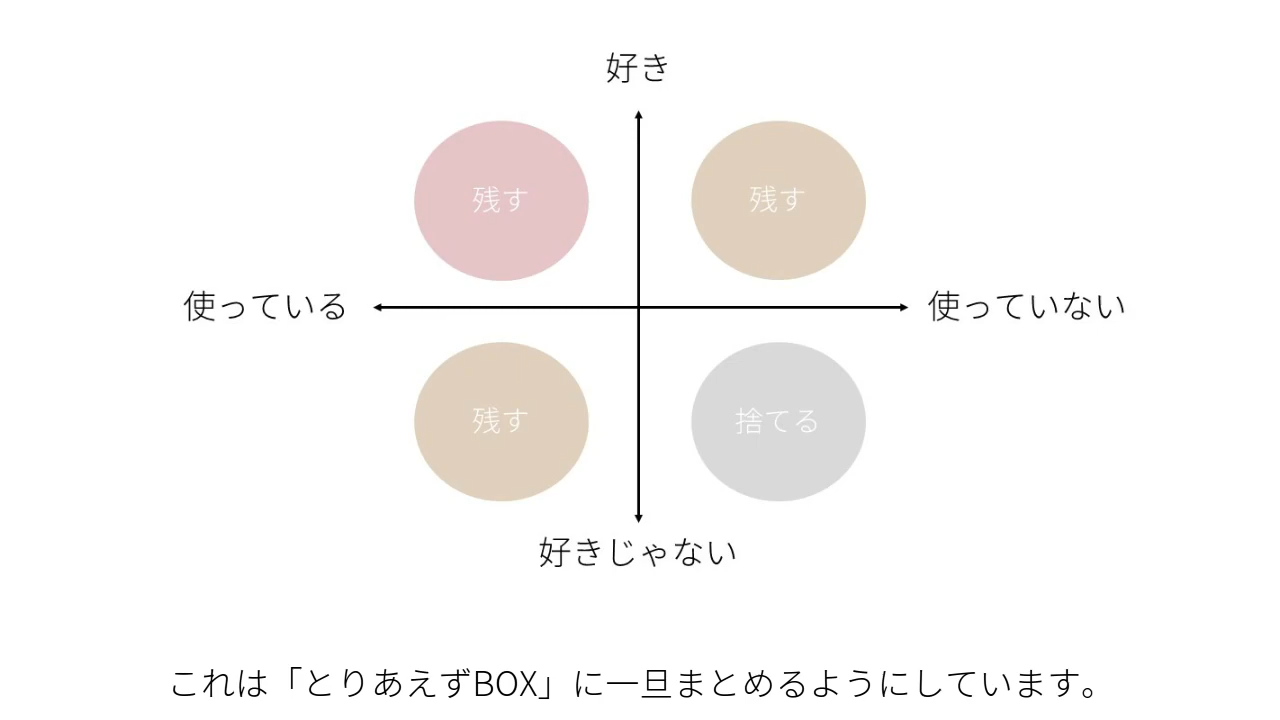 好き
残す
残す
使っている
使っていない
残す
捨てる
好きじゃない
これは「とりあえずBOX」に一旦まとめるようにしています。